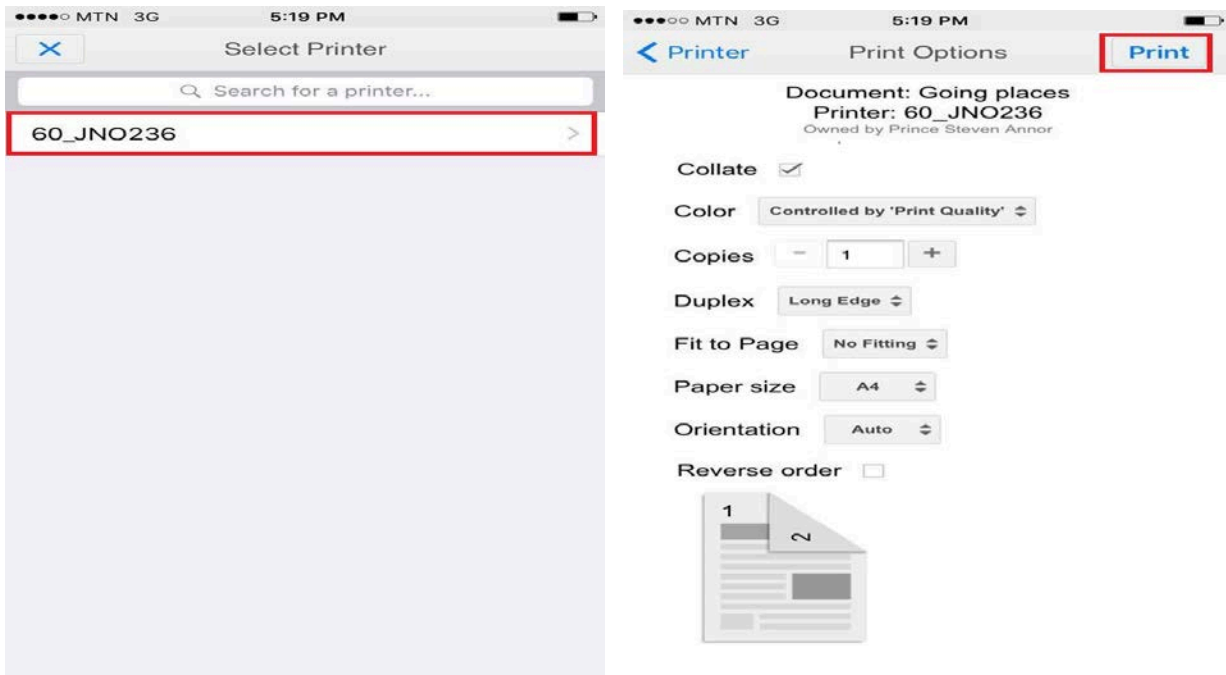 MTN 3G 5:19 PM
Select Printer
Search for a printer...
60_JNO236
MTN 3G 5:19 PM
Printer Print Options Print
Document: Going places
Printer: 60_JNO236
Owned by Prince Steven Annor
Collate
Color Controlled by 'Print Quality'
Copies - 1 +
Duplex Long Edge
Fit to Page No Fitting
Paper size A4
Orientation Auto
Reverse order
1
2